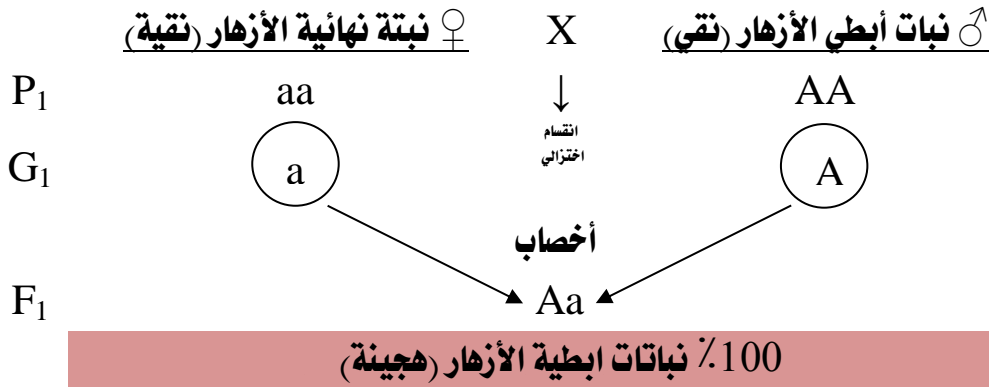 ♂ نبات أبطي الأزهار (نقي) X ♀ نبتة نهائية الأزهار (نقية)
P₁ aa ↓ AA
انقسام
اختزالي
G₁ a A
أخصاب
F₁ Aa
100٪ نباتات ابطية الأزهار (هجينة)